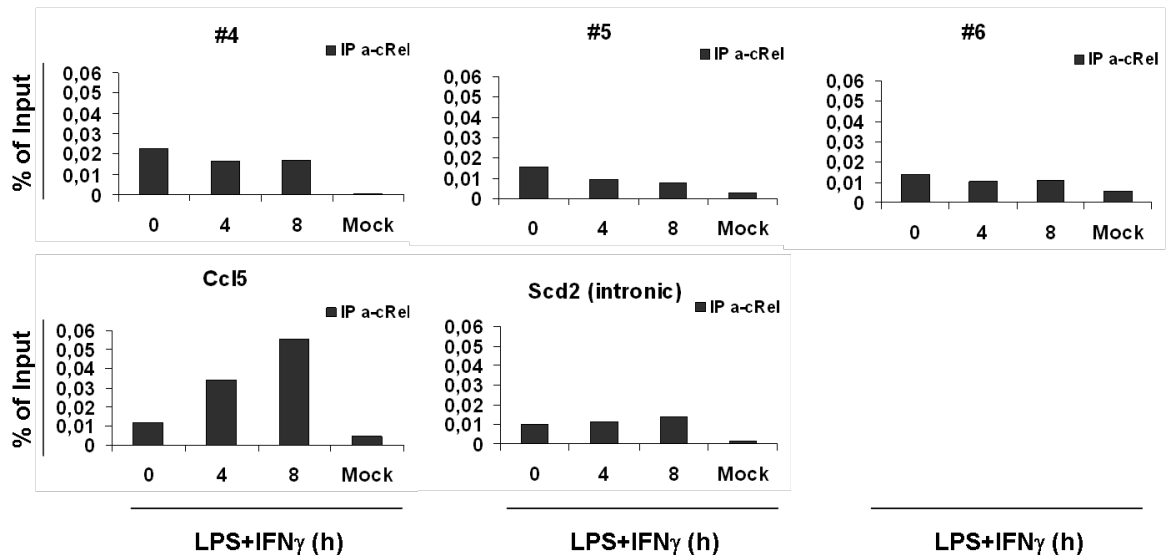 #4
IP a-cRel
% of Input
0,06
0,05
0,04
0,03
0,02
0,01
0
0 4 8 Mock
#5
IP a-cRel
0,06
0,05
0,04
0,03
0,02
0,01
0
0 4 8 Mock
#6
IP a-cRel
0,06
0,05
0,04
0,03
0,02
0,01
0
0 4 8 Mock
Ccl5
IP a-cRel
% of Input
0,06
0,05
0,04
0,03
0,02
0,01
0
0 4 8 Mock
LPS+IFNγ (h)
Scd2 (intronic)
IP a-cRel
0,06
0,05
0,04
0,03
0,02
0,01
0
0 4 8 Mock
LPS+IFNγ (h)
LPS+IFNγ (h)